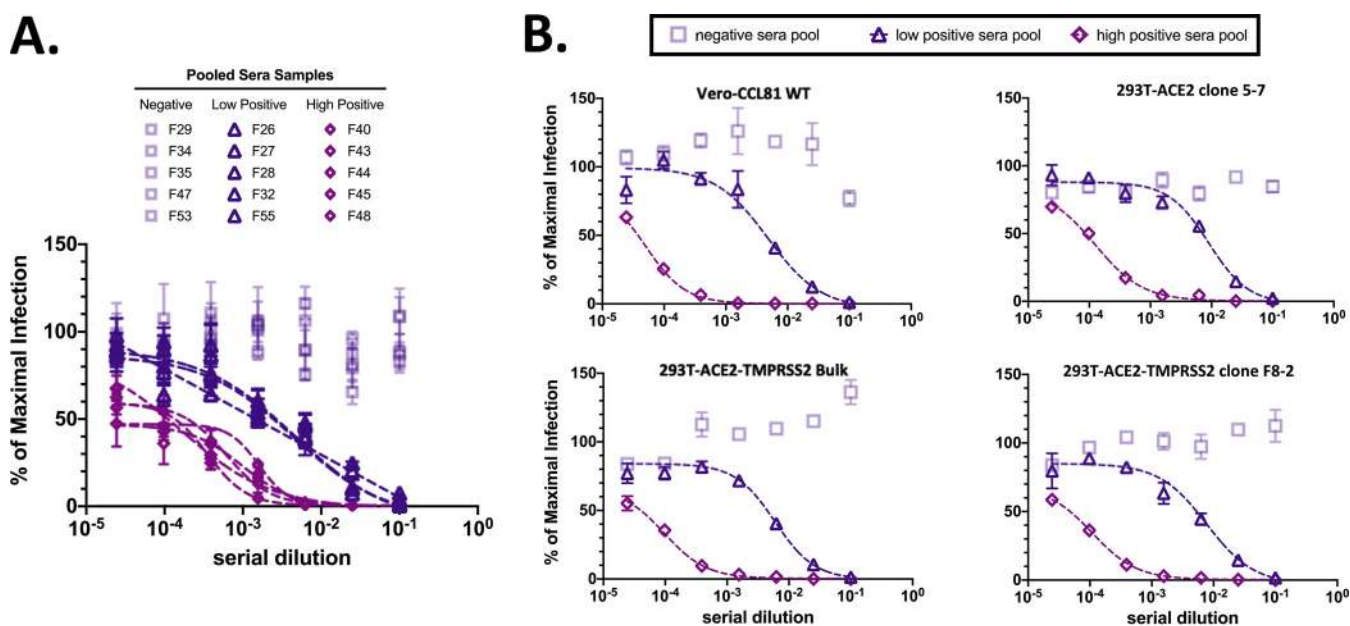 A.
Pooled Sera Samples
Negative Low Positive High Positive
F29 F26 F40
F34 F27 F43
F35 F28 F44
F47 F32 F45
F53 F55 F48
% of Maximal Infection
150
100
50
0
10⁻⁵ 10⁻⁴ 10⁻³ 10⁻² 10⁻¹ 10⁰
serial dilution
B.
negative sera pool low positive sera pool high positive sera pool
Vero-CCL81 WT
% of Maximal Infection
150
100
50
0
10⁻⁵ 10⁻⁴ 10⁻³ 10⁻² 10⁻¹ 10⁰
293T-ACE2 clone 5-7
% of Maximal Infection
150
100
50
0
10⁻⁵ 10⁻⁴ 10⁻³ 10⁻² 10⁻¹ 10⁰
293T-ACE2-TMPRSS2 Bulk
% of Maximal Infection
150
100
50
0
10⁻⁵ 10⁻⁴ 10⁻³ 10⁻² 10⁻¹ 10⁰
serial dilution
293T-ACE2-TMPRSS2 clone F8-2
% of Maximal Infection
150
100
50
0
10⁻⁵ 10⁻⁴ 10⁻³ 10⁻² 10⁻¹ 10⁰
serial dilution